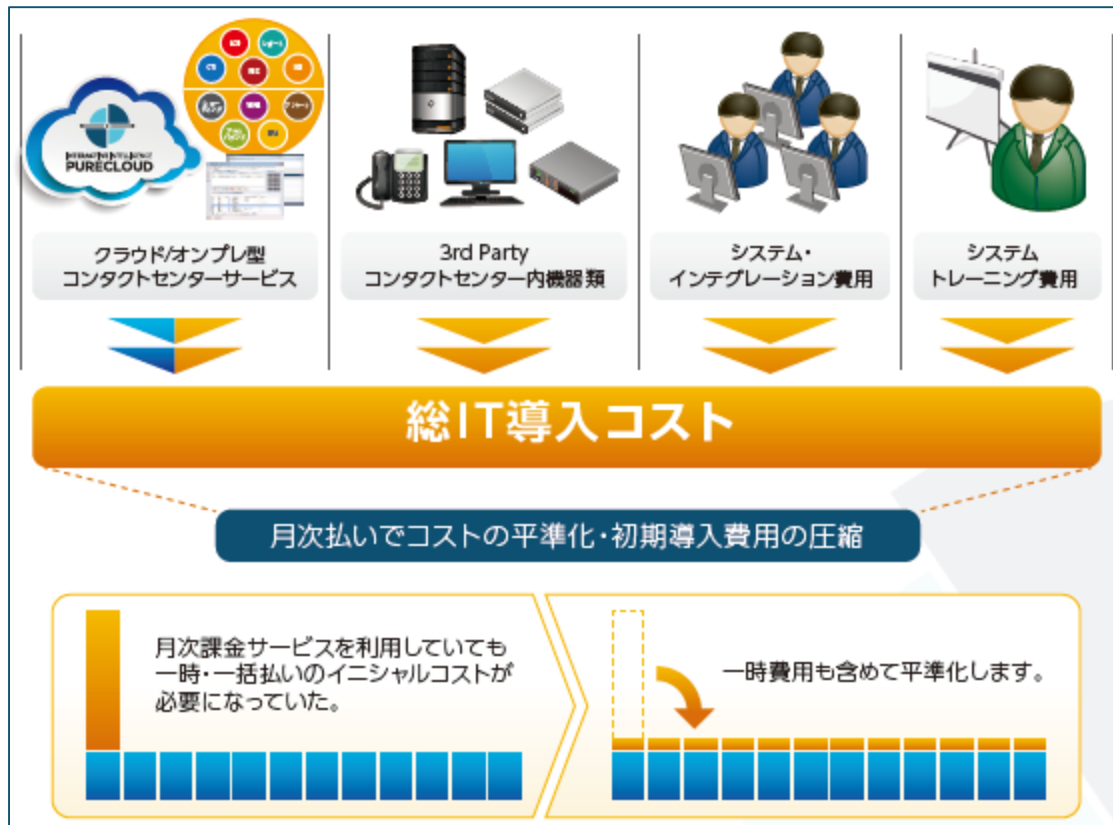 INTERACTIVE INTELLIGENCE
PURECLOUD
クラウド/オンプレ型
コンタクトセンターサービス
3rd Party
コンタクトセンター内機器類
システム・
インテグレーション費用
システム
トレーニング費用
総IT導入コスト
月次払いでコストの平準化・初期導入費用の圧縮
月次課金サービスを利用していても
一時・一括払いのイニシャルコストが
必要になっていた。
一時費用も含めて平準化します。